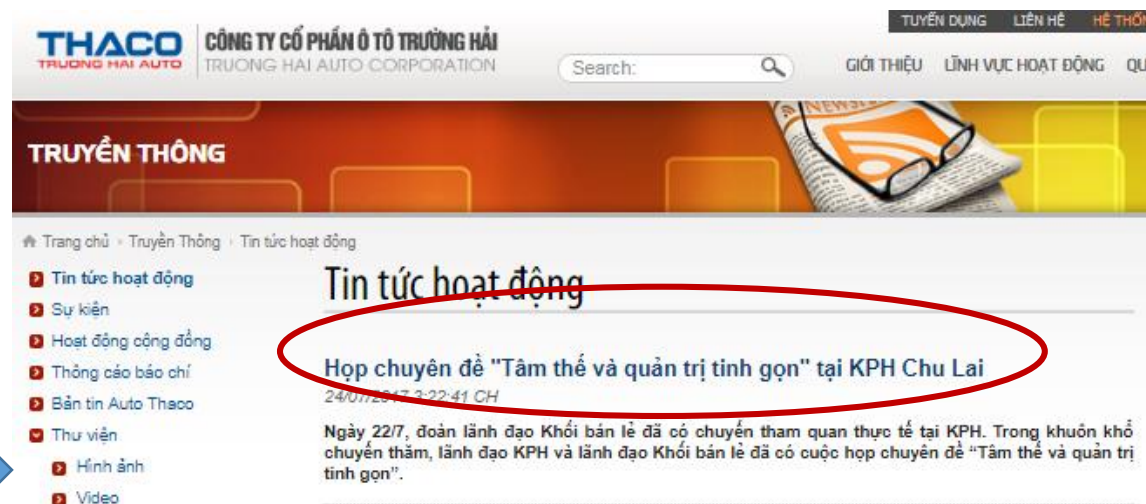 TUYỂN DỤNG LIÊN HỆ HỆ THỐN
THACO
TRUONG HAI AUTO
CÔNG TY CỔ PHẦN Ô TÔ TRƯỜNG HẢI
TRUONG HAI AUTO CORPORATION
Search:
GIỚI THIỆU LĨNH VỰC HOẠT ĐỘNG QU
TRUYỀN THÔNG
Trang chủ › Truyền Thông › Tin tức hoạt động
Tin tức hoạt động
Sự kiện
Hoạt động cộng đồng
Thông cáo báo chí
Bản tin Auto Thaco
Thư viện
Hình ảnh
Video
Tin tức hoạt động
Họp chuyên đề "Tâm thế và quản trị tinh gọn" tại KPH Chu Lai
24/07/2017 3:22:41 CH
Ngày 22/7, đoàn lãnh đạo Khối bán lẻ đã có chuyến tham quan thực tế tại KPH. Trong khuôn khổ
chuyến thăm, lãnh đạo KPH và lãnh đạo Khối bán lẻ đã có cuộc họp chuyên đề “Tâm thế và quản trị
tinh gọn”.